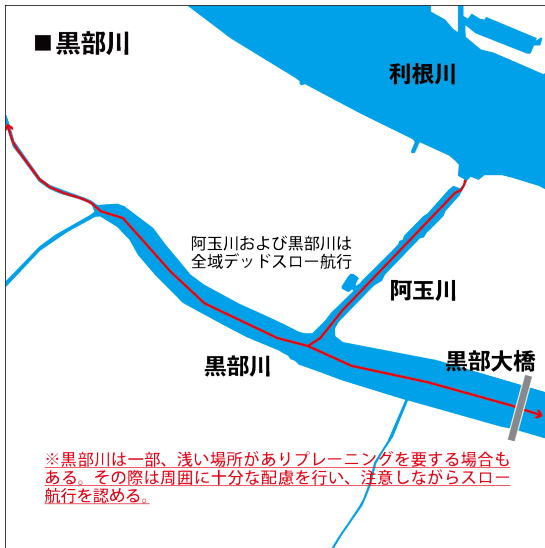 ■黒部川
利根川
阿玉川および黒部川は
全域デッドスロー航行
阿玉川
黒部川
黒部大橋
※黒部川は一部、浅い場所がありプレーニングを要する場合も
ある。その際は周囲に十分な配慮を行い、注意しながらスロー
航行を認める。